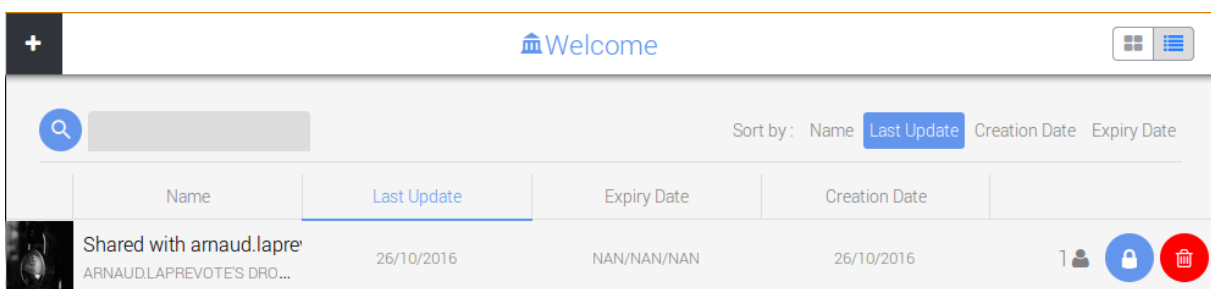 Welcome
Sort by : Name Last Update Creation Date Expiry Date
Name Last Update Expiry Date Creation Date
Shared with arnaud.laprev
ARNAUD.LAPREVOTE'S DRO...
26/10/2016 NAN/NAN/NAN 26/10/2016 1